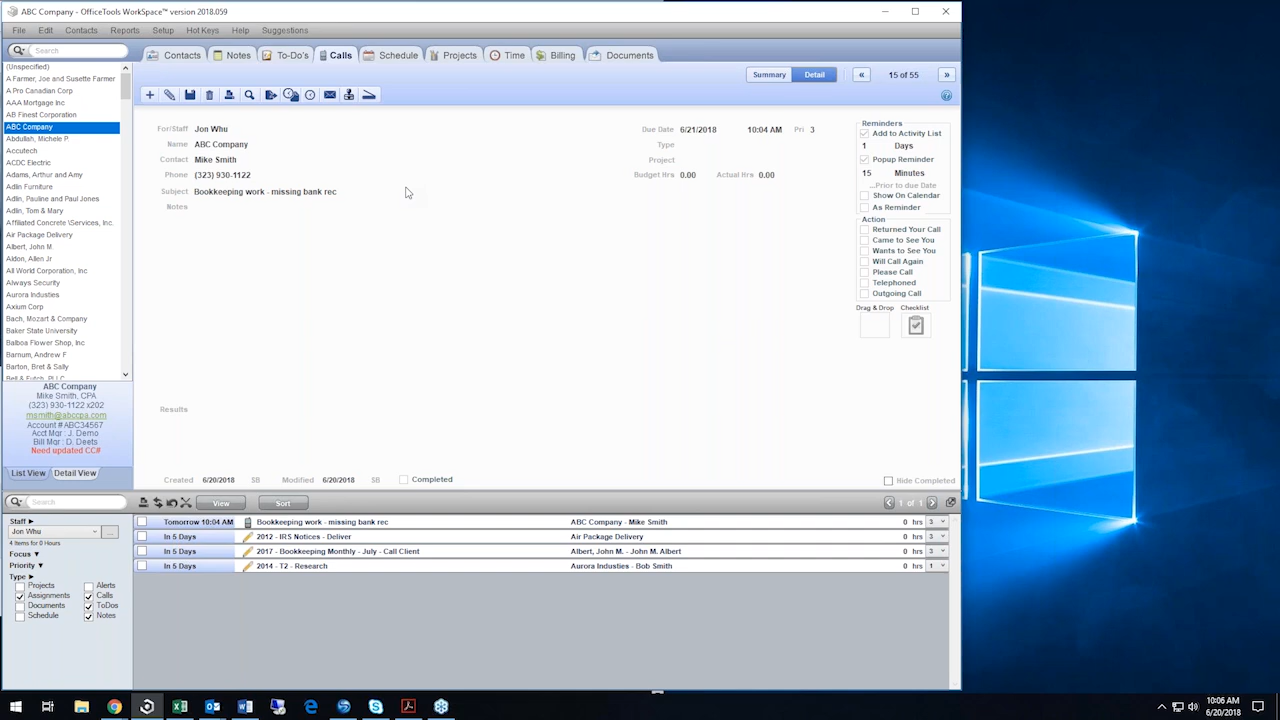 ABC Company - OfficeTools WorkSpace™ version 2018.059
File Edit Contacts Reports Setup Hot Keys Help Suggestions
Search
Contacts Notes To-Do's Calls Schedule Projects Time Billing Documents
Summary Detail « 15 of 55 »
(Unspecified)
A Farmer, Joe and Susette Farmer
A Pro Canadian Corp
AAA Mortgage Inc
AB Finest Corporation
ABC Company
Abdullah, Michele P.
Accutech
ACDC Electric
Adams, Arthur and Amy
Adlin Furniture
Adlin, Pauline and Paul Jones
Adlin, Tom & Mary
Affiliated Concrete \Services, Inc.
Air Package Delivery
Albert, John M.
Aldon, Allen Jr
All World Corporation, Inc
Always Security
Aurora Industies
Axium Corp
Bach, Mozart & Company
Baker State University
Balboa Flower Shop, Inc
Barnum, Andrew F
Barton, Bret & Sally
Bell & Futch, PLLC
ABC Company
Mike Smith, CPA
(323) 930-1122 x202
msmith@abccpa.com
Account # ABC34567
Acct Mgr : J. Demo
Bill Mgr : D. Deets
Need updated CC#
List View Detail View
For/Staff Jon Whu
Name ABC Company
Contact Mike Smith
Phone (323) 930-1122
Subject Bookkeeping work - missing bank rec
Notes
Due Date 6/21/2018 10:04 AM Pri 3
Type
Project
Budget Hrs 0.00 Actual Hrs 0.00
Reminders
Add to Activity List
1 Days
Popup Reminder
15 Minutes
...Prior to due Date
Show On Calendar
As Reminder
Action
Returned Your Call
Came to See You
Wants to See You
Will Call Again
Please Call
Telephoned
Outgoing Call
Drag & Drop Checklist
Results
Created 6/20/2018 SB Modified 6/20/2018 SB Completed
Hide Completed
Search
View Sort
1 of 1
Staff
Jon Whu ...
4 Items for 0 Hours
Focus
Priority
Type
Projects Alerts
Assignments Calls
Documents ToDos
Schedule Notes
Tomorrow 10:04 AM Bookkeeping work - missing bank rec ABC Company - Mike Smith 0 hrs 3
In 5 Days 2012 - IRS Notices - Deliver Air Package Delivery 0 hrs 3
In 5 Days 2017 - Bookkeeping Monthly - July - Call Client Albert, John M. - John M. Albert 0 hrs 3
In 5 Days 2014 - T2 - Research Aurora Industies - Bob Smith 0 hrs 1
10:06 AM
6/20/2018